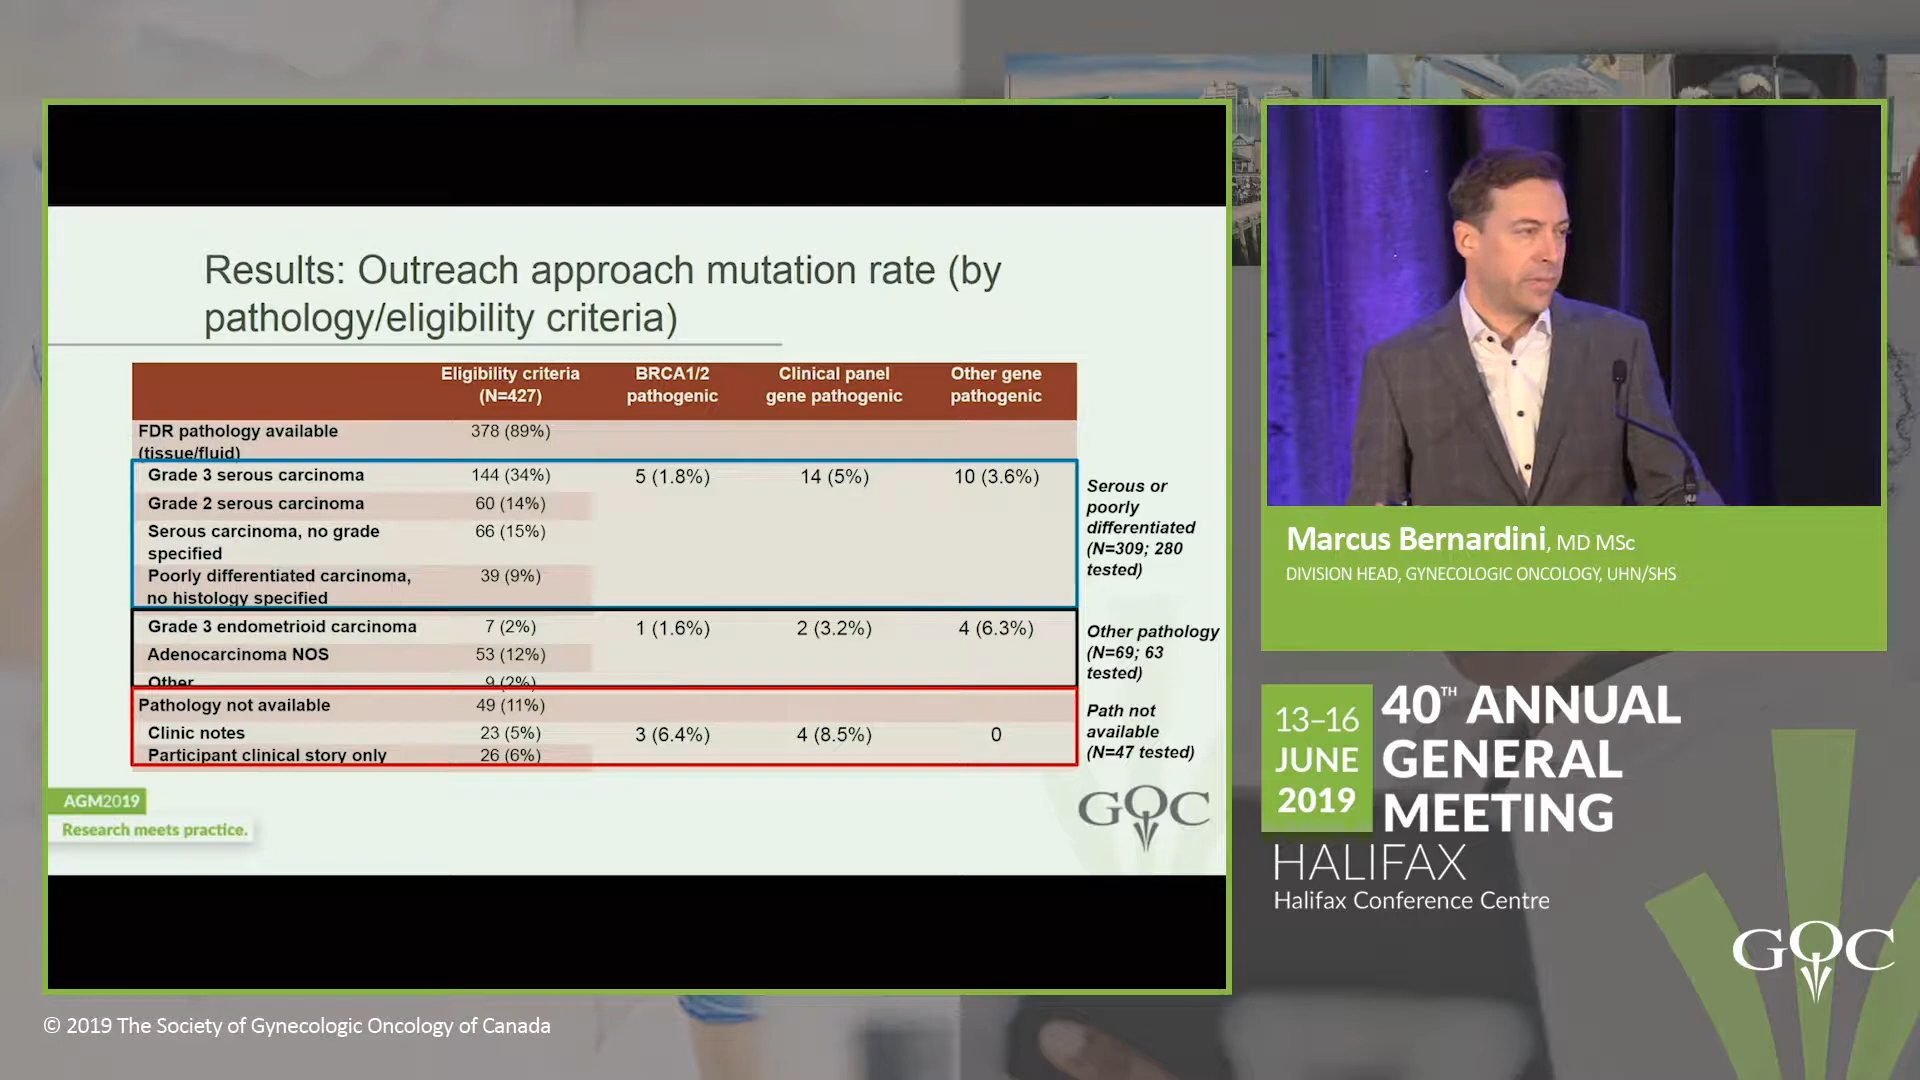 Results: Outreach approach mutation rate (by
pathology/eligibility criteria)
Eligibility criteria
(N=427)
BRCA1/2
pathogenic
Clinical panel
gene pathogenic
Other gene
pathogenic
FDR pathology available
(tissue/fluid)
378 (89%)
Grade 3 serous carcinoma
144 (34%)
5 (1.8%)
14 (5%)
10 (3.6%)
Grade 2 serous carcinoma
60 (14%)
Serous carcinoma, no grade
specified
66 (15%)
Poorly differentiated carcinoma,
no histology specified
39 (9%)
Serous or
poorly
differentiated
(N=309; 280
tested)
Grade 3 endometrioid carcinoma
7 (2%)
1 (1.6%)
2 (3.2%)
4 (6.3%)
Adenocarcinoma NOS
53 (12%)
Other
9 (2%)
Other pathology
(N=69; 63
tested)
Pathology not available
49 (11%)
Clinic notes
23 (5%)
3 (6.4%)
4 (8.5%)
0
Participant clinical story only
26 (6%)
Path not
available
(N=47 tested)
AGM2019
Research meets practice.
GOC
Marcus Bernardini, MD MSc
DIVISION HEAD, GYNECOLOGIC ONCOLOGY, UHN/SHS
13–16
JUNE
2019
40TH ANNUAL
GENERAL
MEETING
HALIFAX
Halifax Conference Centre
GOC
© 2019 The Society of Gynecologic Oncology of Canada